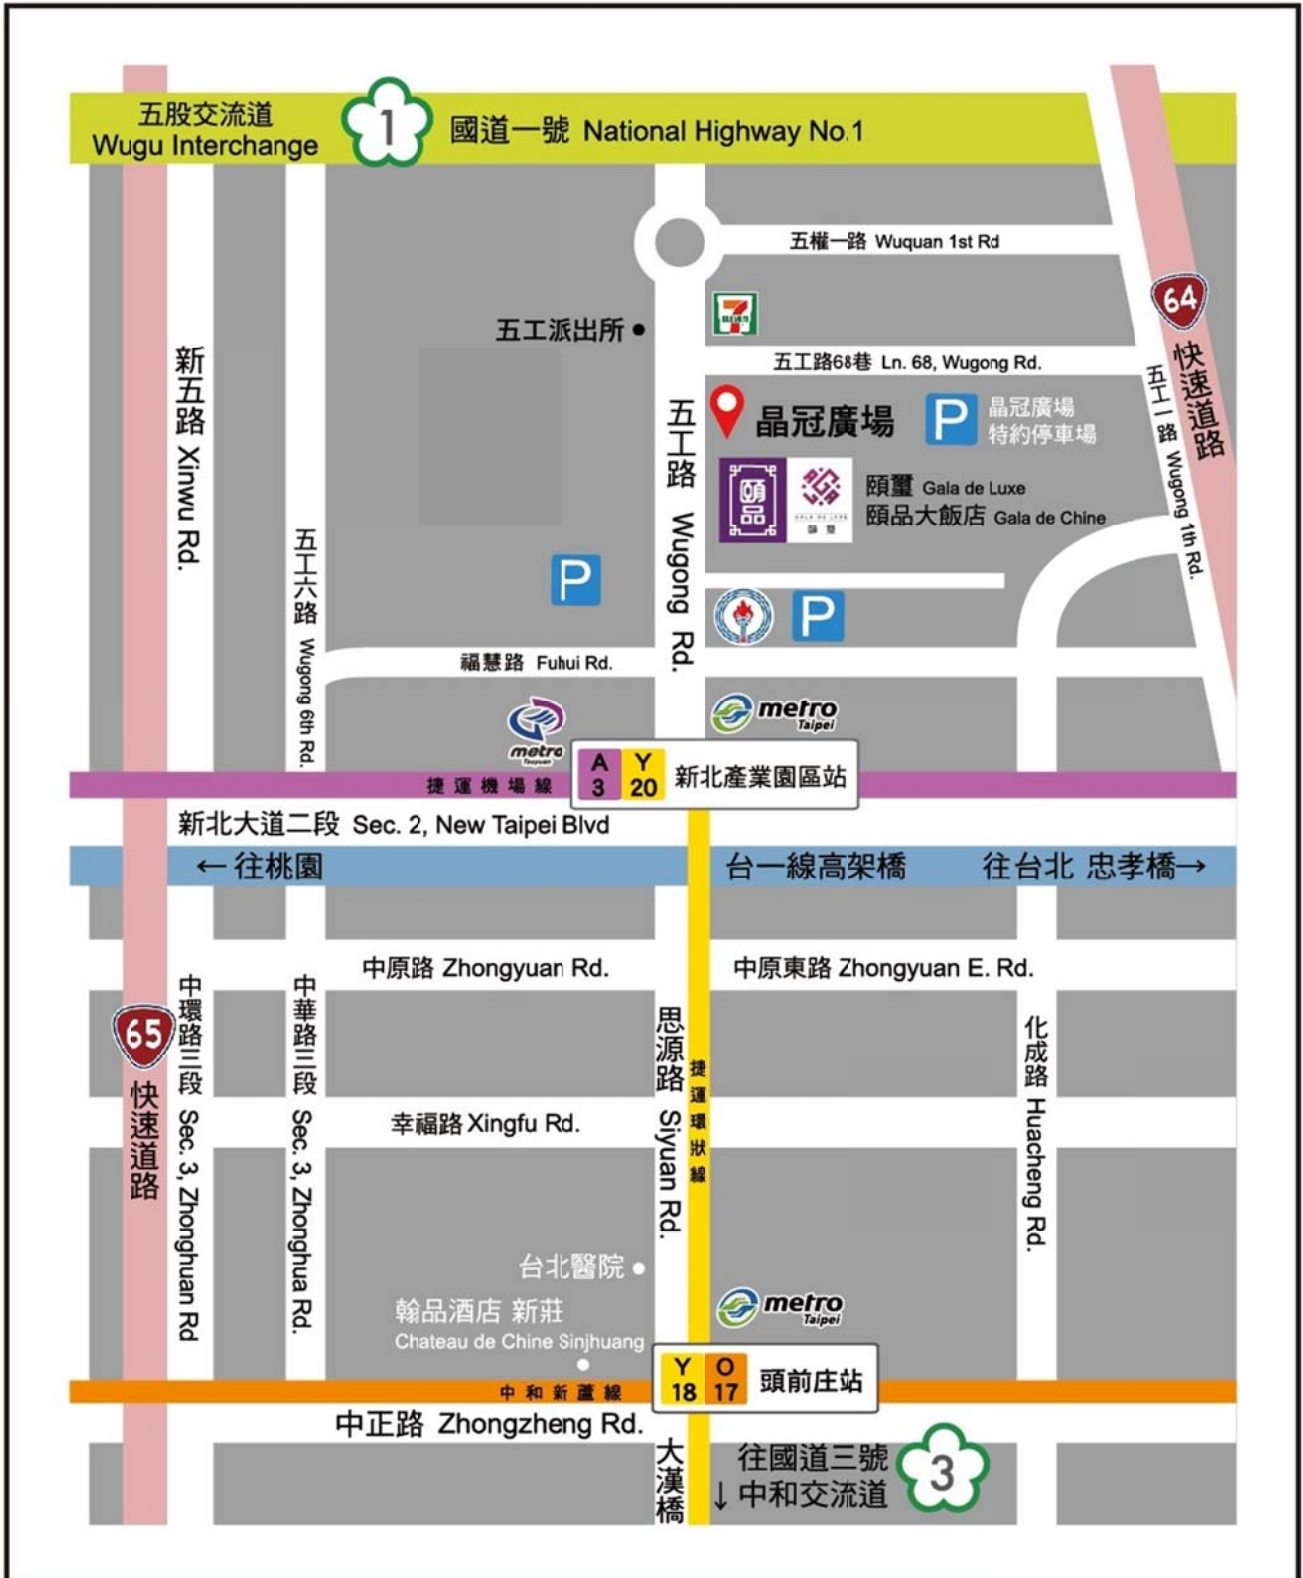 五股交流道
Wugu Interchange
1
國道一號 National Highway No.1
五權一路 Wuquan 1st Rd
64
快速道路
7
ELEVEn
五工派出所
五工路68巷 Ln. 68, Wugong Rd.
新五路 Xinwu Rd.
五工路 Wugong Rd.
晶冠廣場
P
晶冠廣場
特約停車場
五工一路 Wugong 1th Rd.
頤品
GALA DE LUXE
頤璽
頤璽 Gala de Luxe
頤品大飯店 Gala de Chine
五工六路 Wugong 6th Rd.
P
P
福慧路 Fuhui Rd.
metro
Taoyuan
metro
Taipei
A
3
Y
20
新北產業園區站
捷運機場線
新北大道二段 Sec. 2, New Taipei Blvd
←往桃園
台一線高架橋
往台北 忠孝橋→
中原路 Zhongyuan Rd.
中原東路 Zhongyuan E. Rd.
65
快速道路
中環路三段 Sec. 3, Zhonghuan Rd
中華路三段 Sec. 3, Zhonghua Rd.
思源路 Siyuan Rd.
捷運環狀線
化成路 Huacheng Rd.
幸福路 Xingfu Rd.
台北醫院
翰品酒店 新莊
Chateau de Chine Sinjhuang
metro
Taipei
Y
18
O
17
頭前庄站
中和新蘆線
中正路 Zhongzheng Rd.
大漢橋
往國道三號
↓中和交流道
3